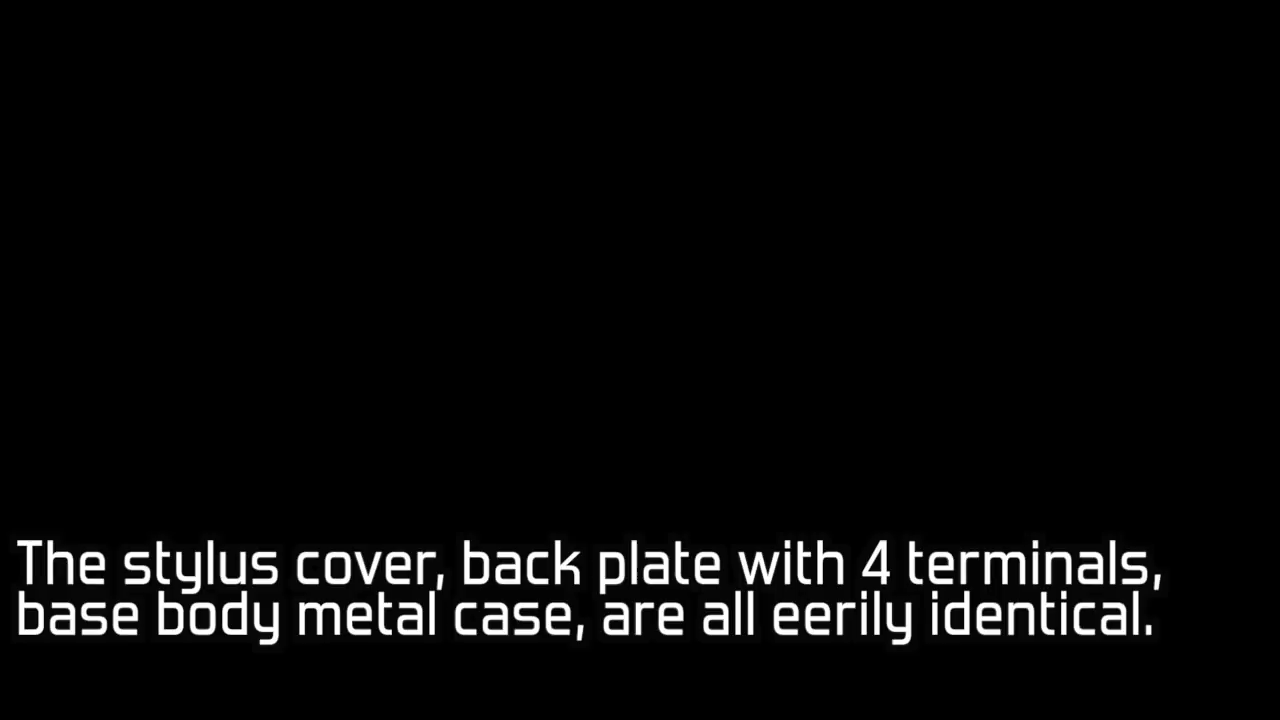 The stylus cover, back plate with 4 terminals,
base body metal case, are all eerily identical.